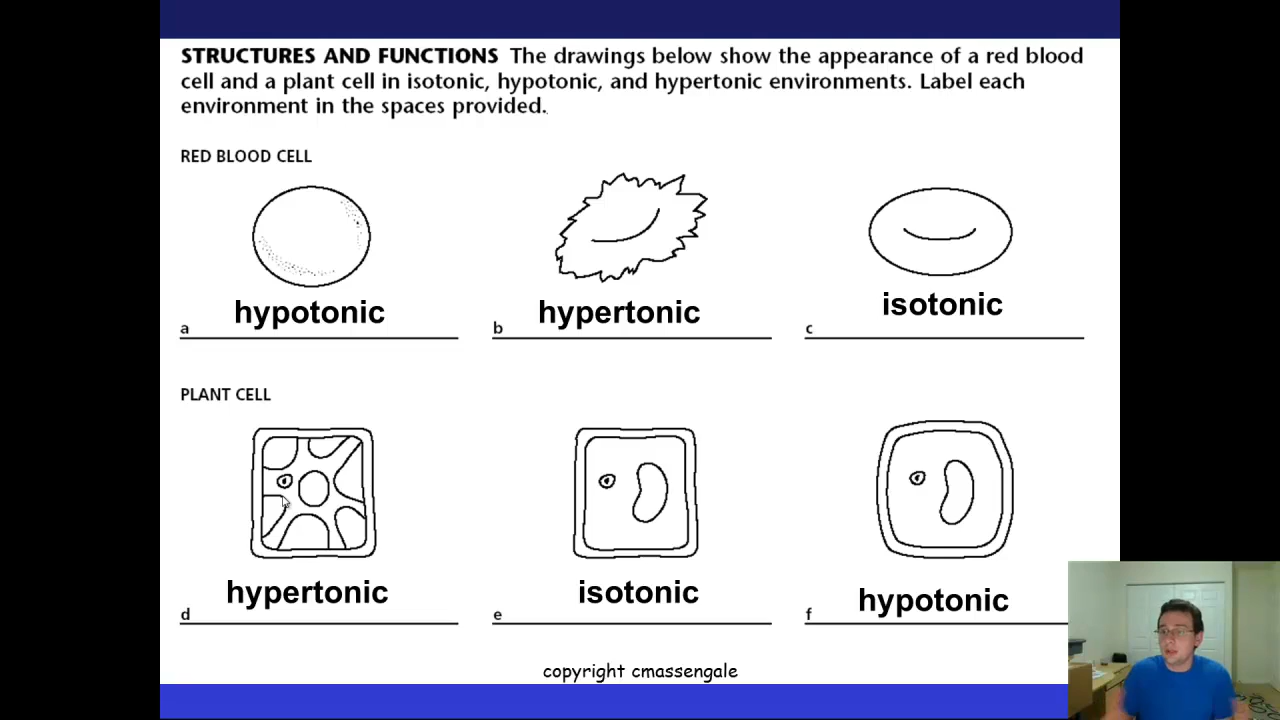 STRUCTURES AND FUNCTIONS The drawings below show the appearance of a red blood
cell and a plant cell in isotonic, hypotonic, and hypertonic environments. Label each
environment in the spaces provided.
RED BLOOD CELL
a hypotonic
b hypertonic
c isotonic
PLANT CELL
d hypertonic
e isotonic
f hypotonic
copyright cmassengale